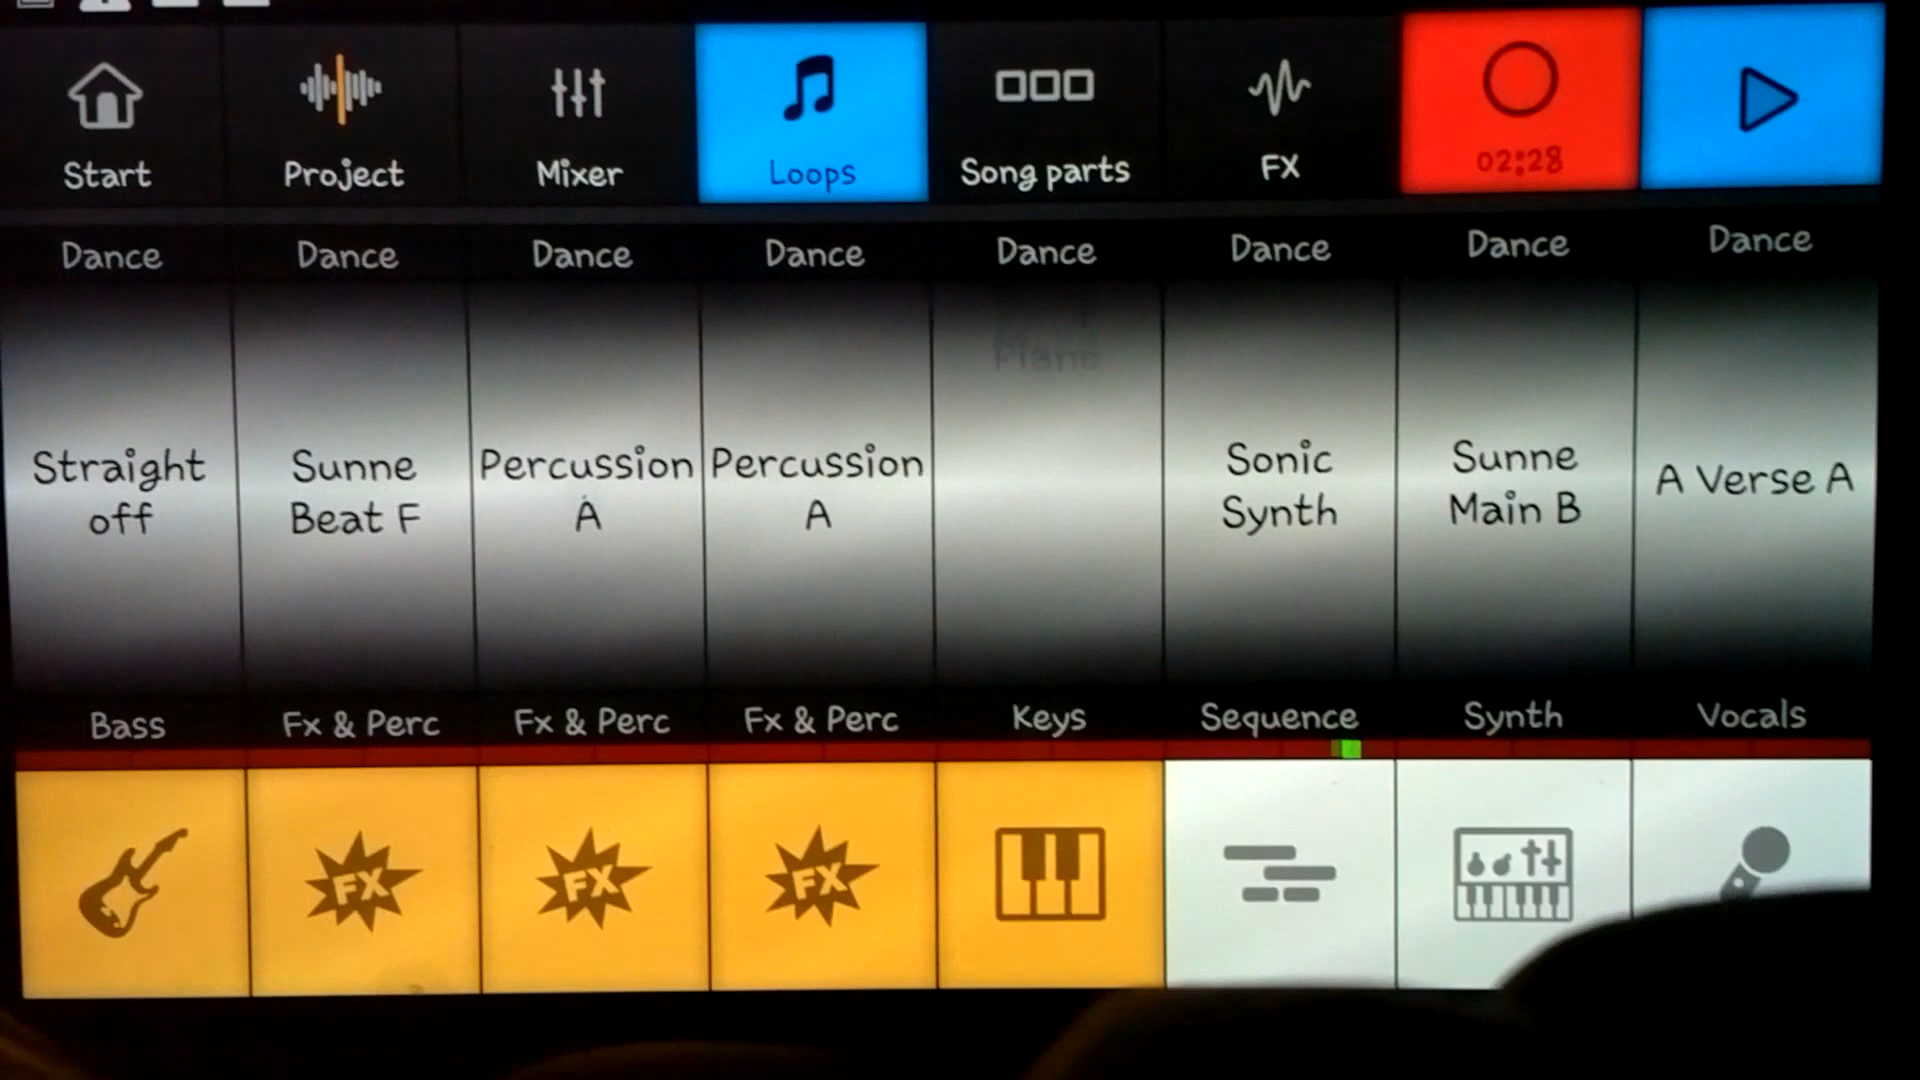 Start
Project
Mixer
Loops
Song parts
FX
02:28
Dance
Dance
Dance
Dance
Dance
Dance
Dance
Dance
Straight
off
Sunne
Beat F
Percussion
A
Percussion
A
Piano
Sonic
Synth
Sunne
Main B
A Verse A
Bass
Fx & Perc
Fx & Perc
Fx & Perc
Keys
Sequence
Synth
Vocals
FX
FX
FX